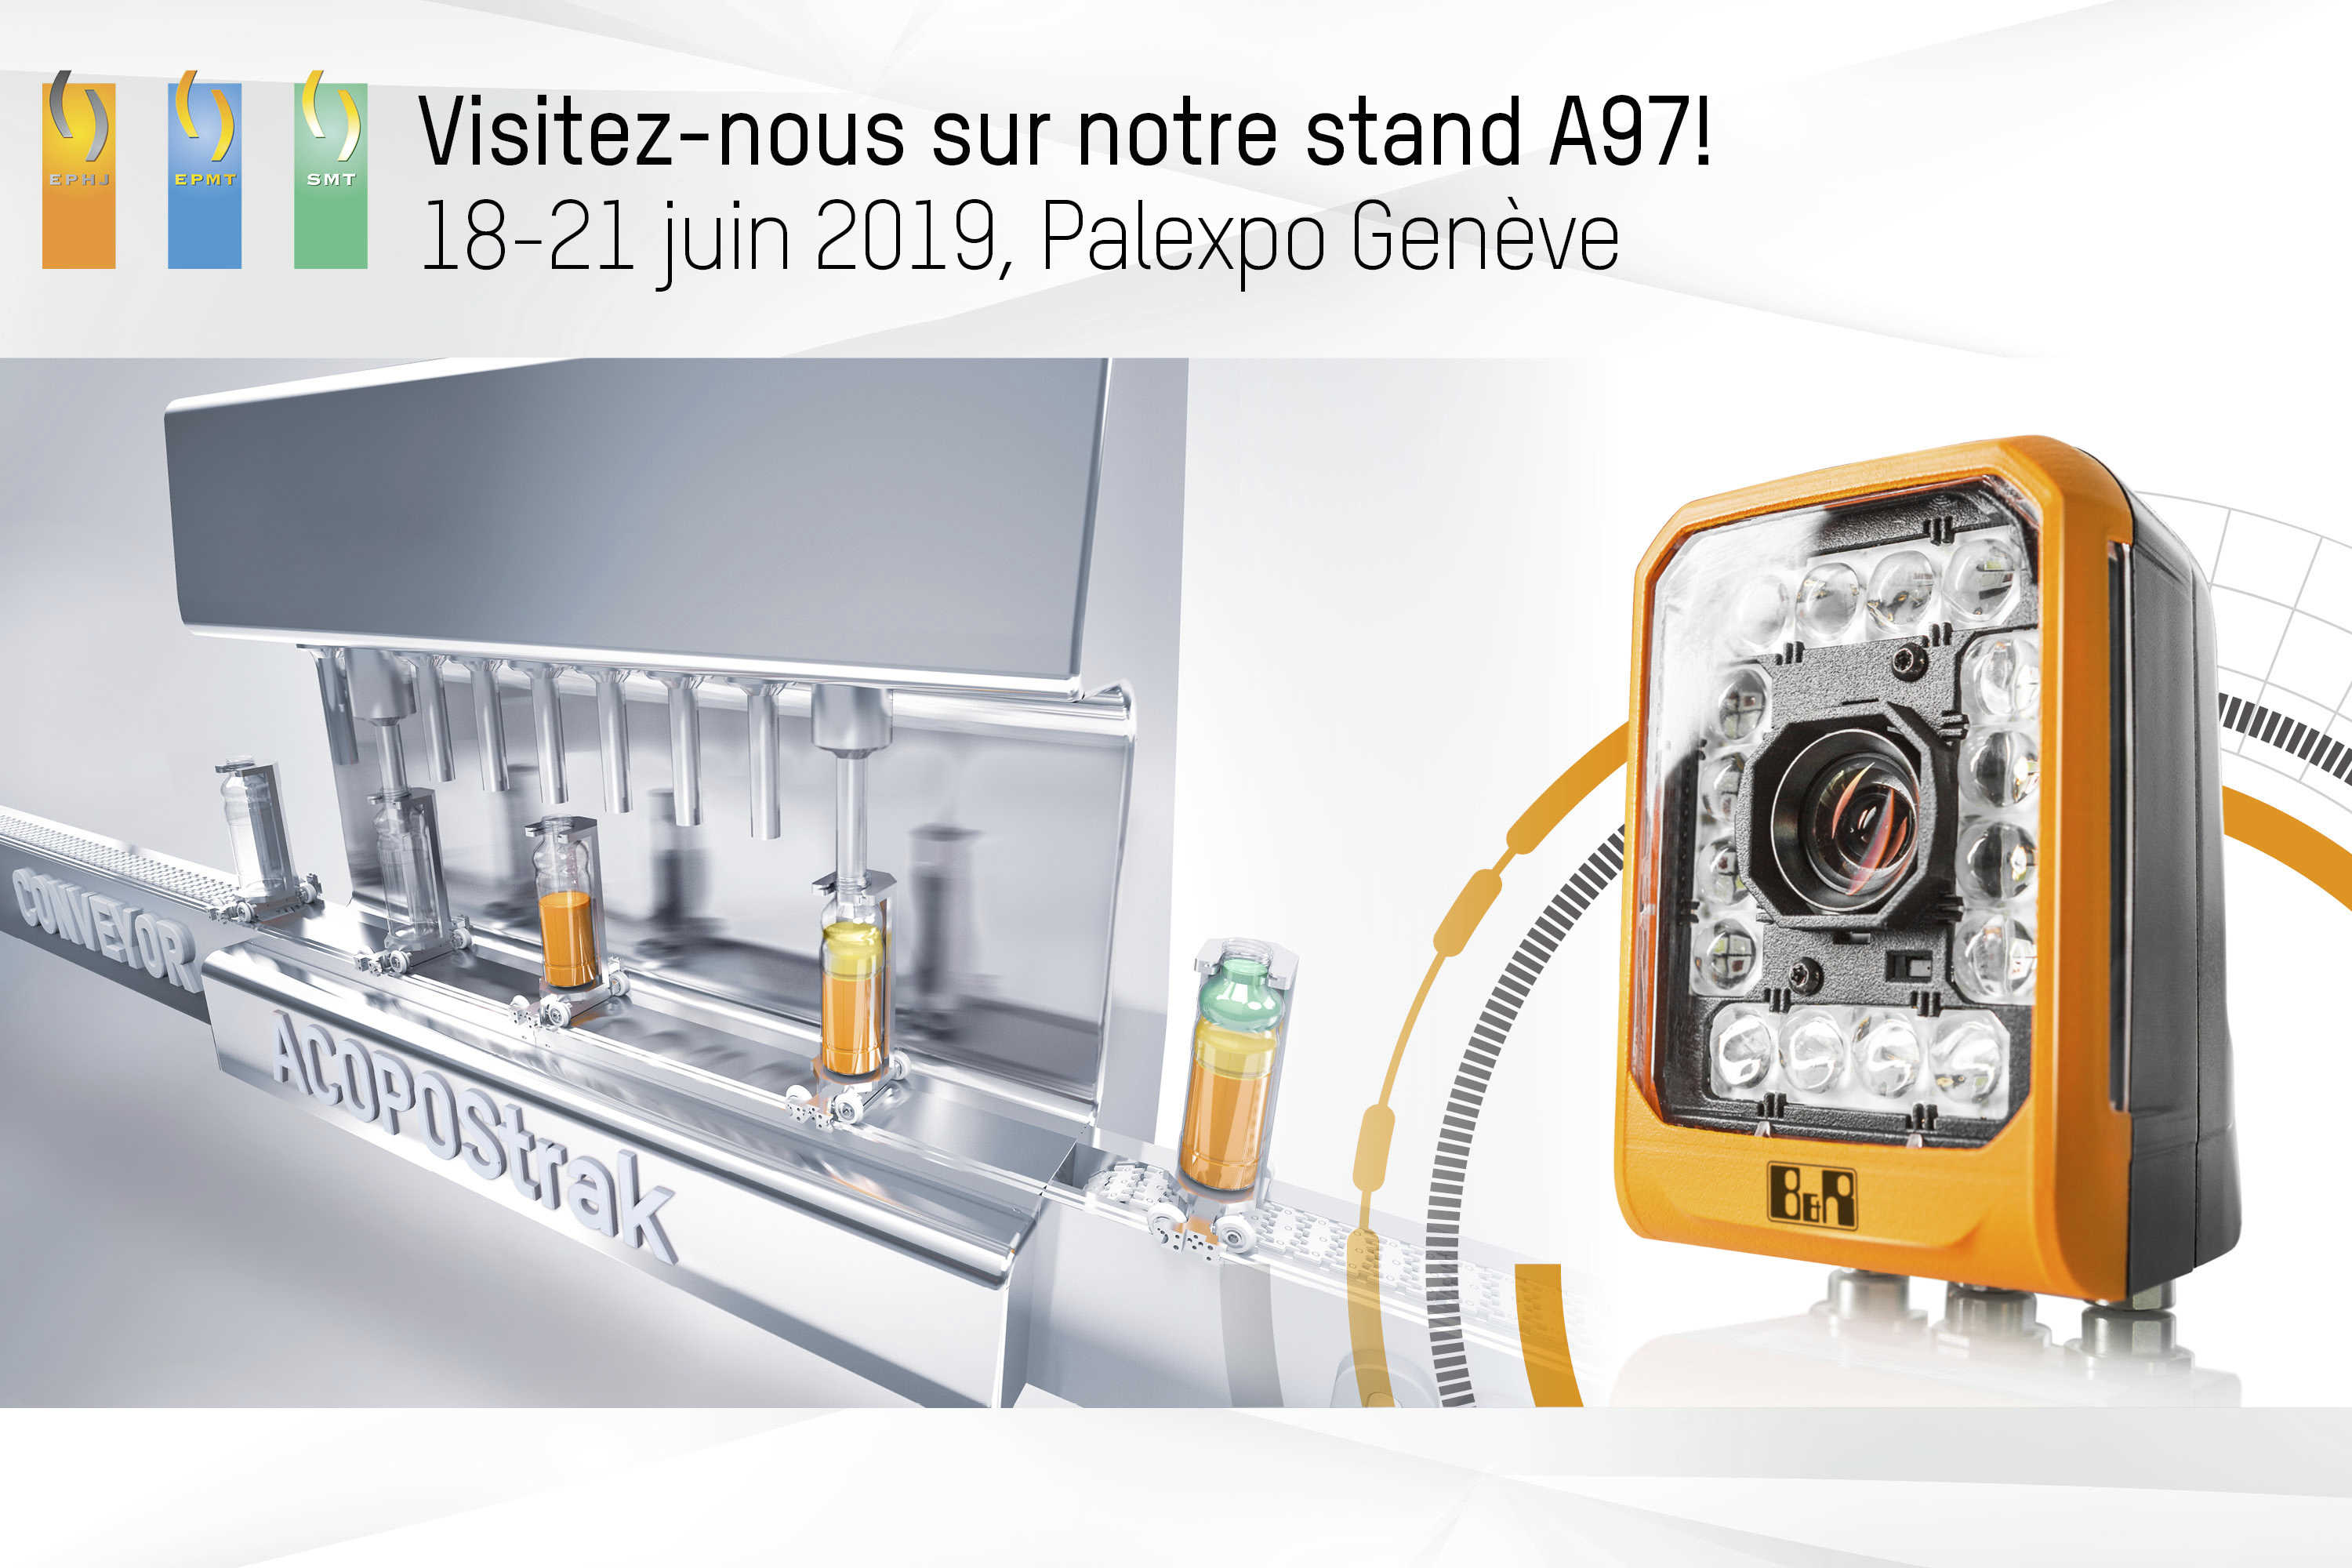 EPHJ
EPMT
SMT
Visitez-nous sur notre stand A97!
18-21 juin 2019, Palexpo Genève
CONVEYOR
ACOPOStrak
B&R